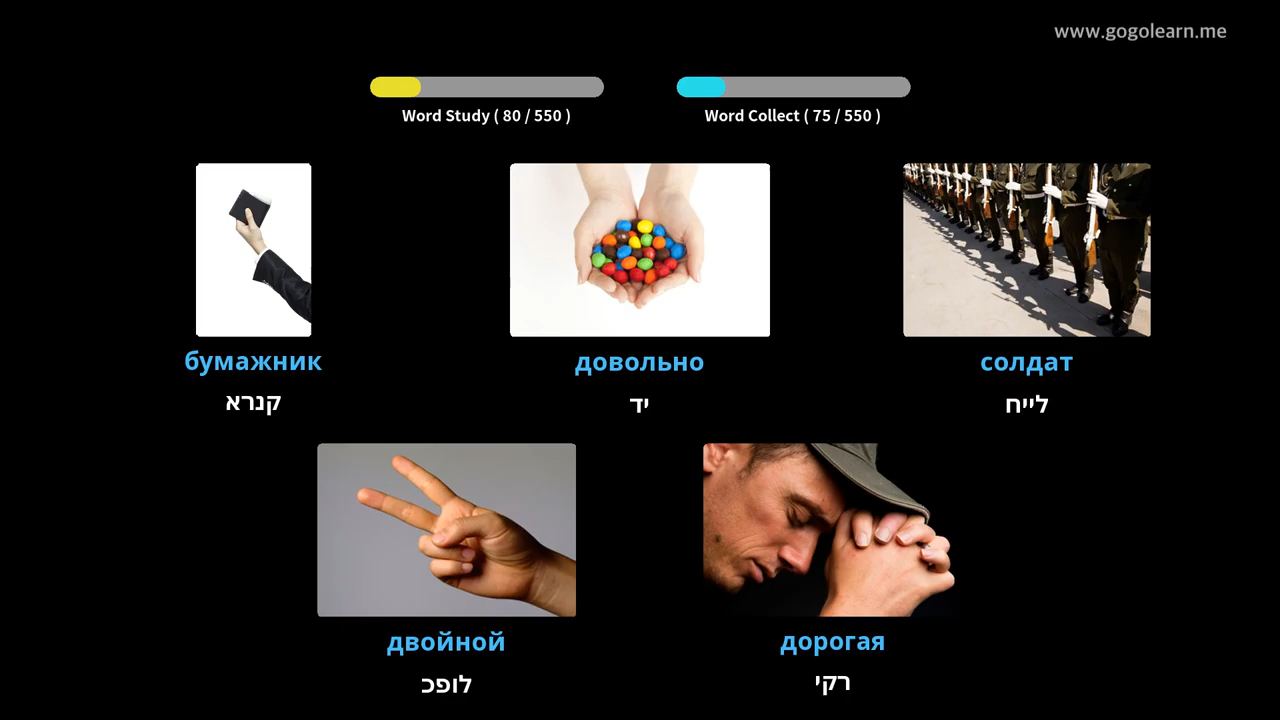 www.gogolearn.me
Word Study ( 80 / 550 )
Word Collect ( 75 / 550 )
бумажник
קנרא
довольно
יד
солдат
לייח
двойной
לופכ
дорогая
רקי